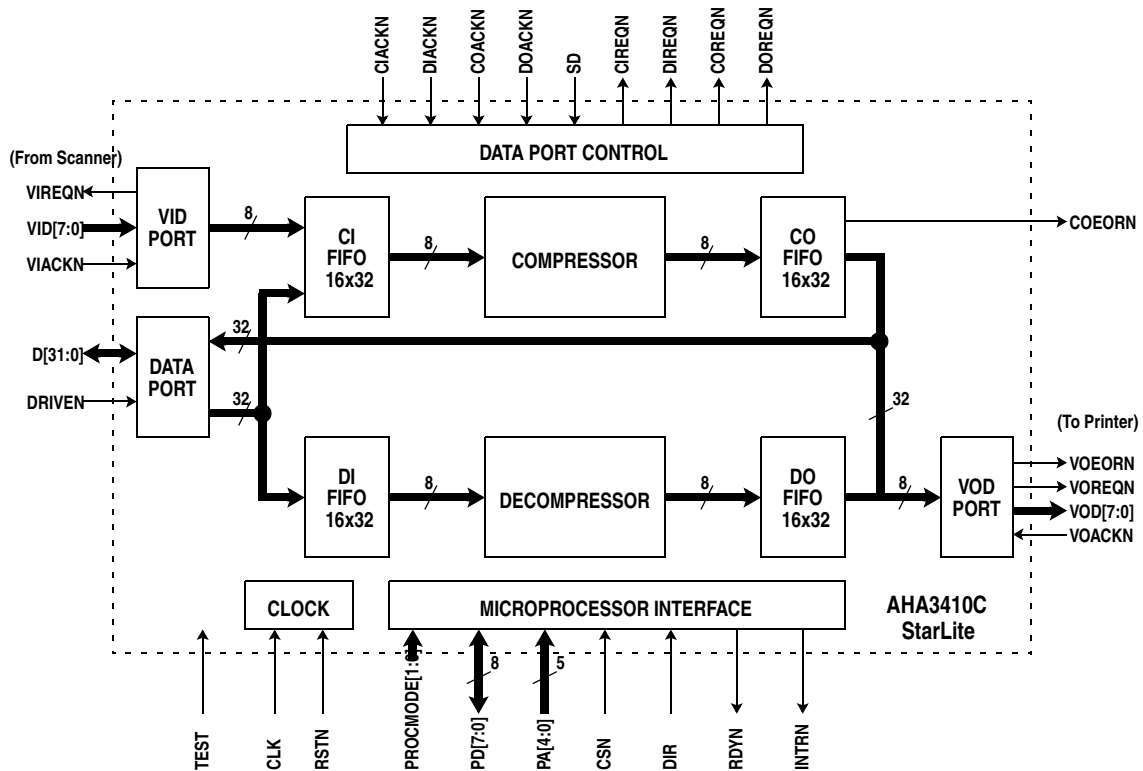 CIACKN
DIACKN
COACKN
DOACKN
SD
CIREQN
DIREQN
COREQN
DOREQN
DATA PORT CONTROL
(From Scanner)
VIREQN
VID[7:0]
VIACKN
VID
PORT
8
CI
FIFO
16x32
8
COMPRESSOR
8
CO
FIFO
16x32
COEORN
D[31:0]
DRIVEN
DATA
PORT
32
32
32
DI
FIFO
16x32
8
DECOMPRESSOR
8
DO
FIFO
16x32
8
VOD
PORT
(To Printer)
VOEORN
VOREQN
VOD[7:0]
VOACKN
CLOCK
MICROPROCESSOR INTERFACE
AHA3410C
StarLite
TEST
CLK
RSTN
PROCMODE[1:0]
PD[7:0]
8
PA[4:0]
5
CSN
DIR
RDYN
INTRN